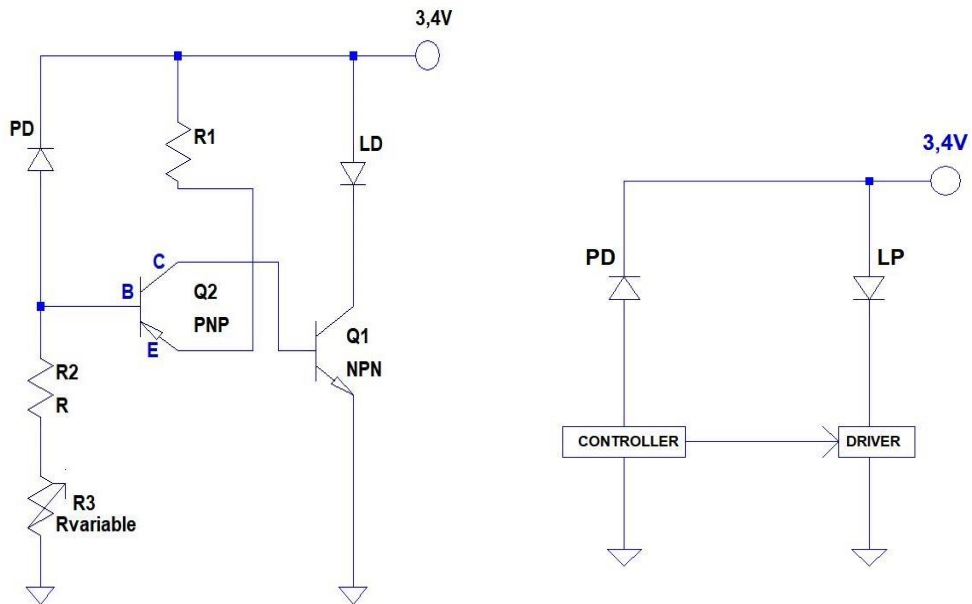 3,4V
PD
R1
LD
C
B
Q2
PNP
E
Q1
NPN
R2
R
R3
Rvariable
3,4V
PD
LP
CONTROLLER
DRIVER